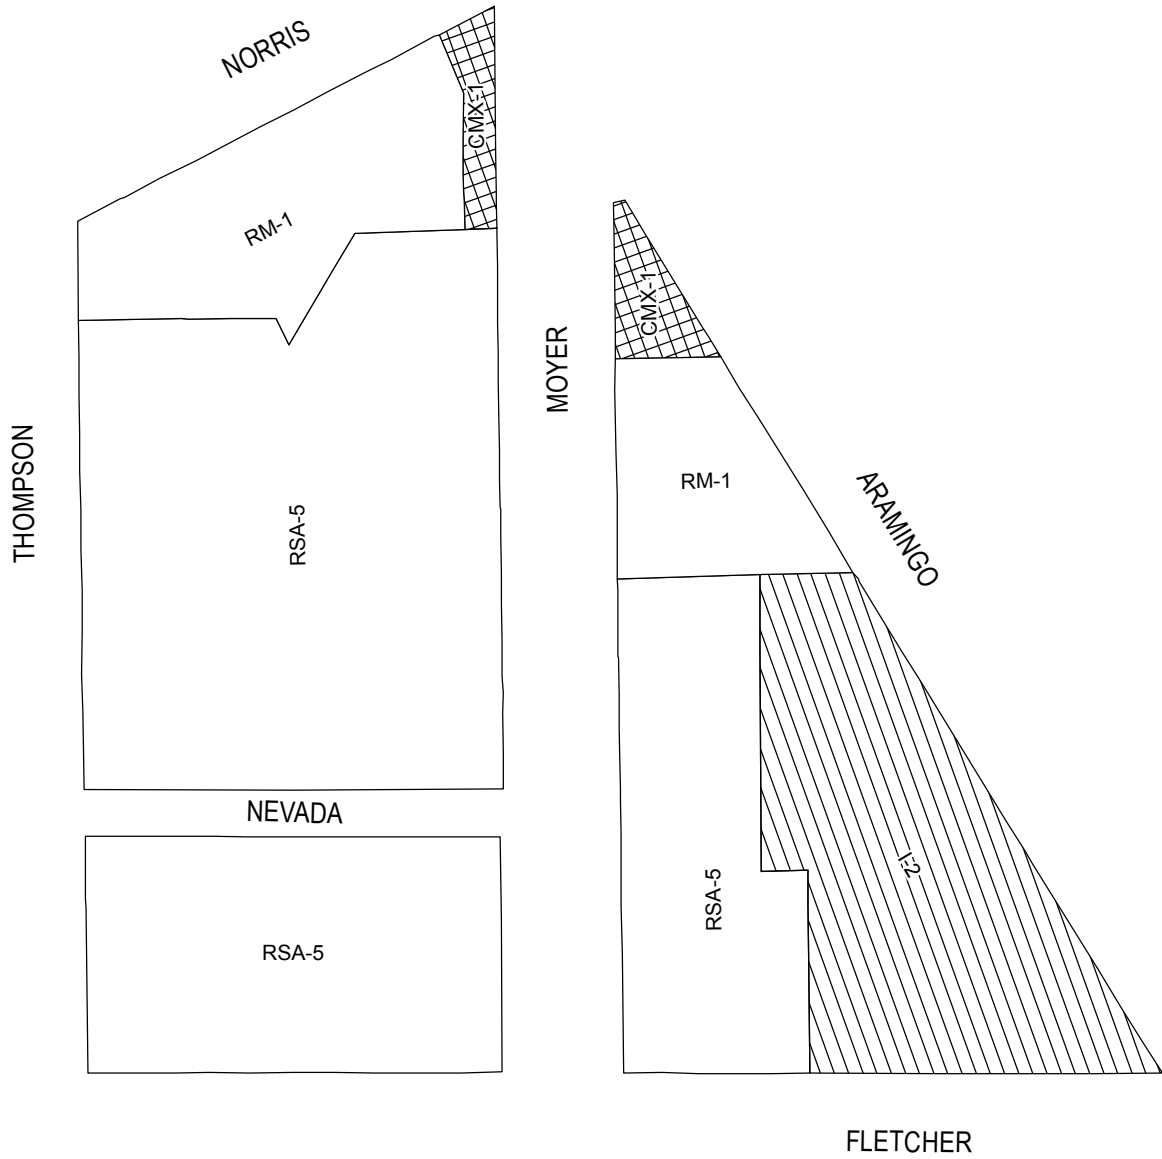 NORRIS
CMX-1
RM-1
CMX-1
MOYER
THOMPSON
RM-1
ARAMINGO
RSA-5
NEVADA
I-2
RSA-5
RSA-5
FLETCHER